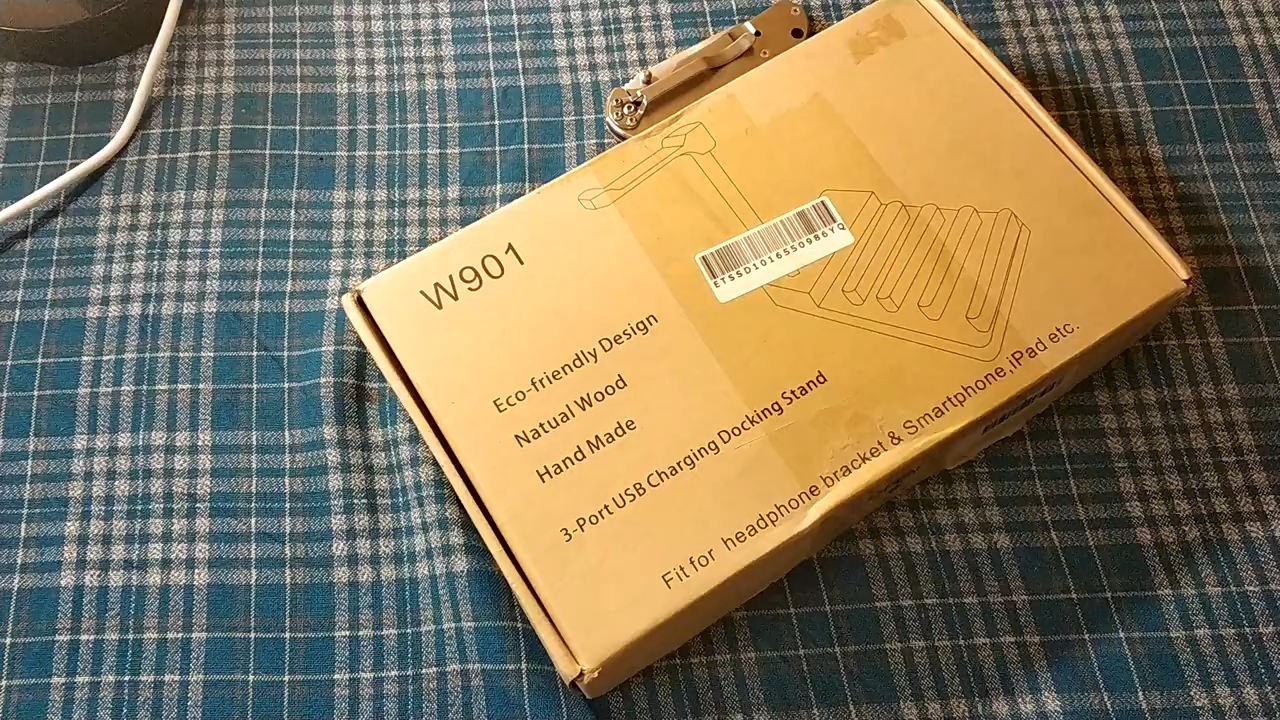 W901
Eco-friendly Design
Natual Wood
Hand Made
3-Port USB Charging Docking Stand
Fit for headphone bracket & Smartphone,iPad etc.
ETSSD1016550986YQ